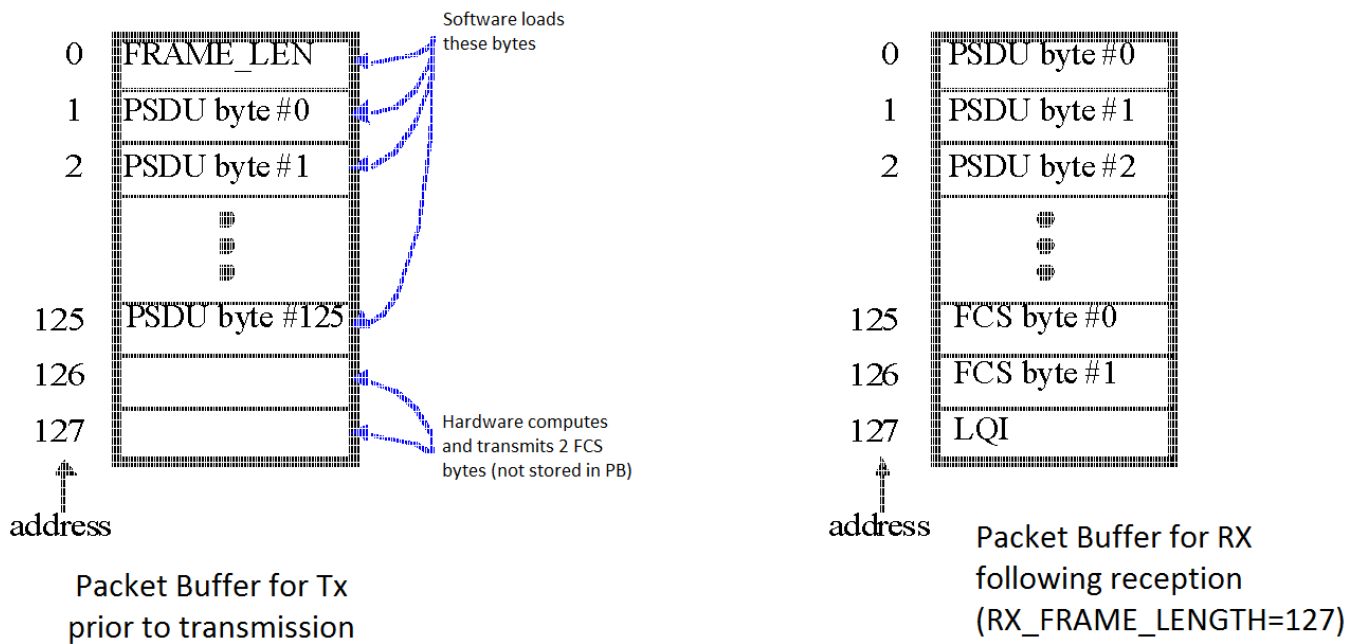 Software loads
these bytes
0
FRAME_LEN
1
PSDU byte #0
2
PSDU byte #1
125
PSDU byte #125
126
127
Hardware computes
and transmits 2 FCS
bytes (not stored in PB)
address
Packet Buffer for Tx
prior to transmission
0
PSDU byte #0
1
PSDU byte #1
2
PSDU byte #2
125
FCS byte #0
126
FCS byte #1
127
LQI
address
Packet Buffer for RX
following reception
(RX_FRAME_LENGTH=127)